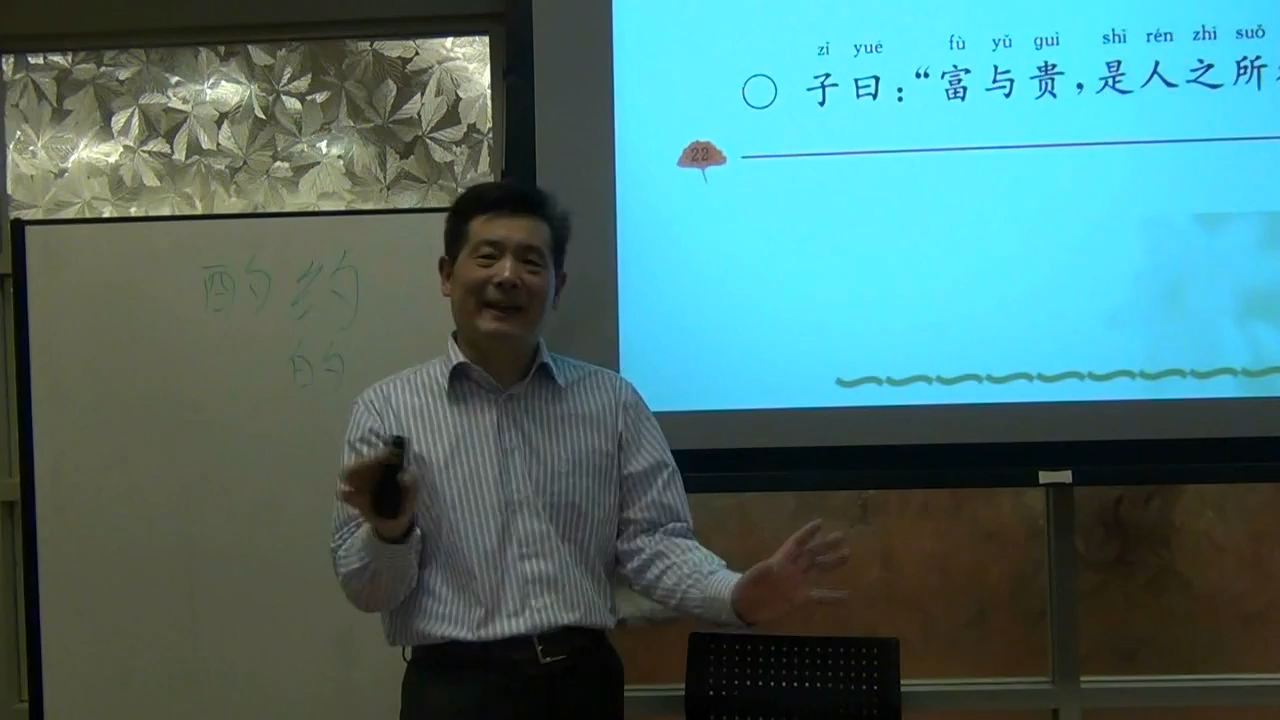 zǐ yuē fù yǔ guì shì rén zhī suǒ
子曰：“富与贵，是人之所
22
酌 约
的